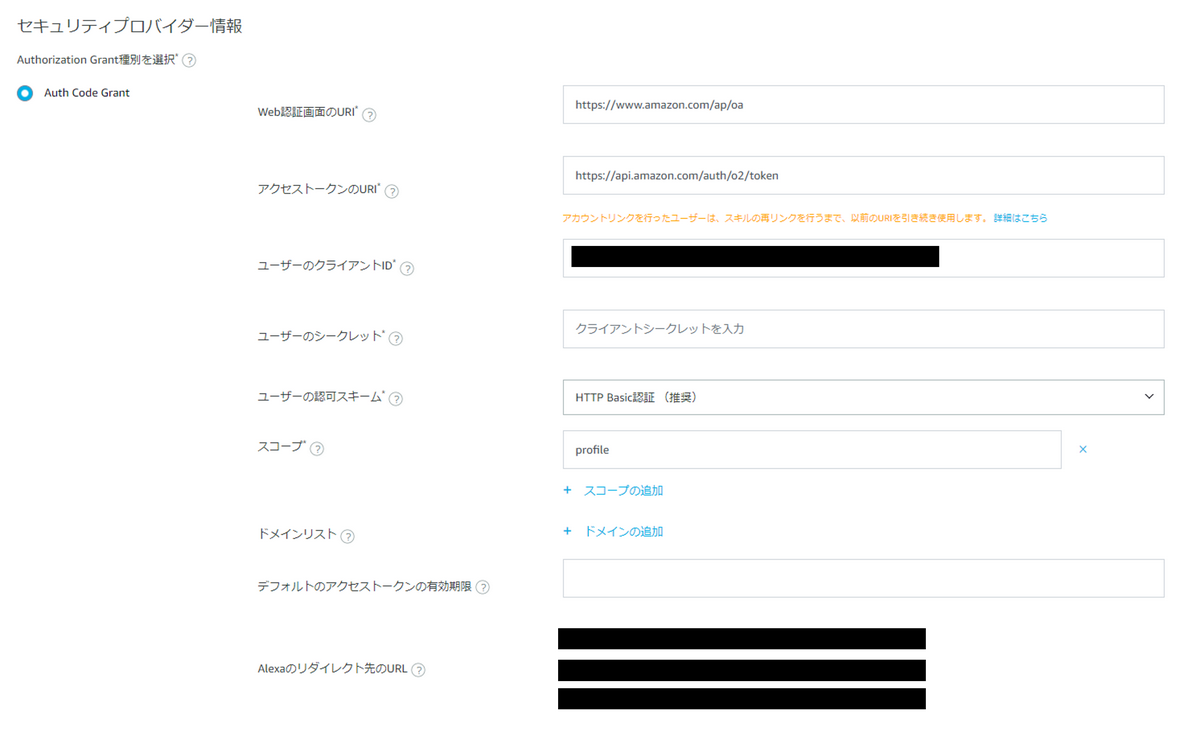 セキュリティプロバイダー情報
Authorization Grant種別を選択* ?
Auth Code Grant
Web認証画面のURI* ?
https://www.amazon.com/ap/oa
アクセストークンのURI* ?
https://api.amazon.com/auth/o2/token
アカウントリンクを行ったユーザーは、スキルの再リンクを行うまで、以前のURIを引き続き使用します。 詳細はこちら
ユーザーのクライアントID* ?
ユーザーのシークレット* ?
クライアントシークレットを入力
ユーザーの認可スキーム* ?
HTTP Basic認証 （推奨）
スコープ* ?
profile
+ スコープの追加
ドメインリスト ?
+ ドメインの追加
デフォルトのアクセストークンの有効期限 ?
Alexaのリダイレクト先のURL ?